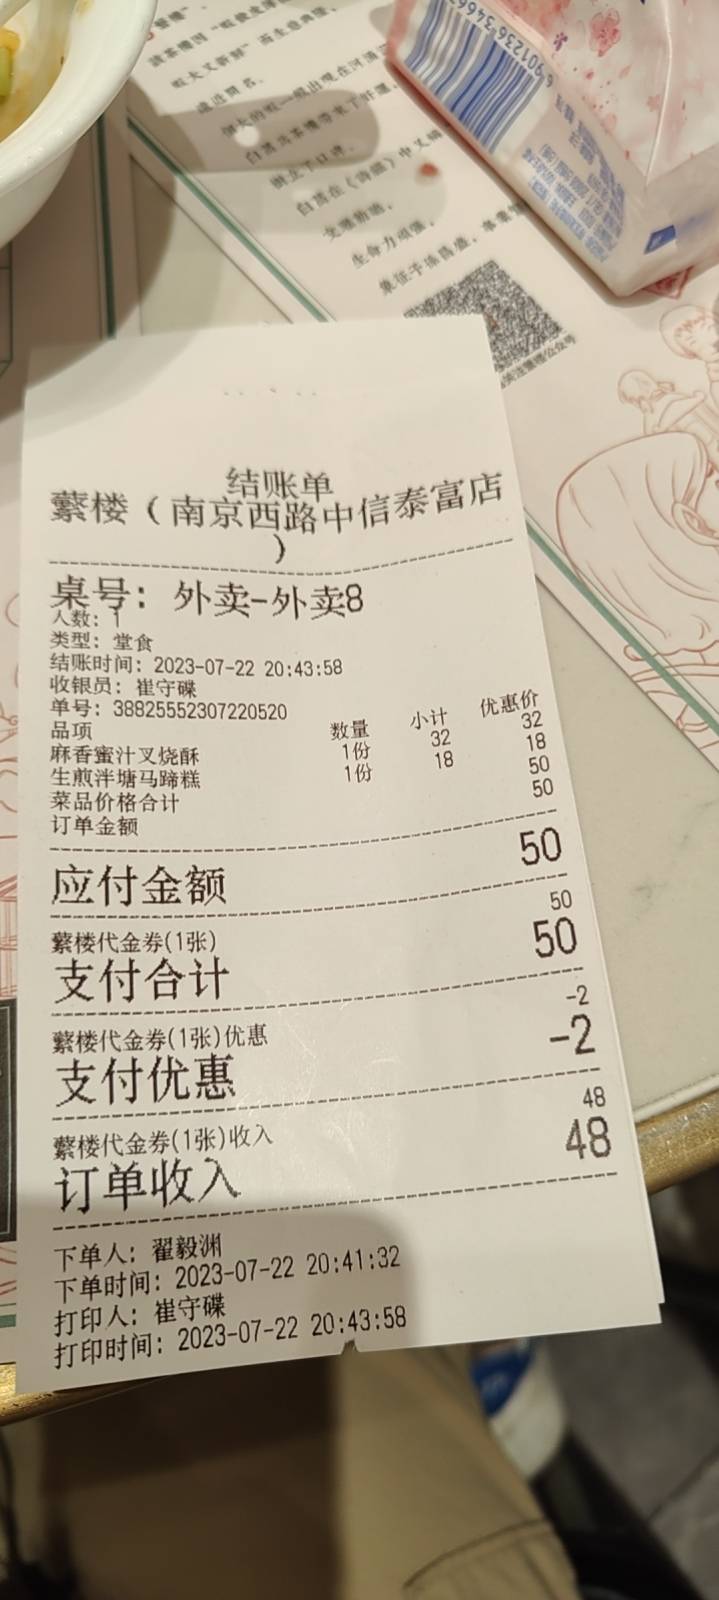 6 901236 3466
结账单
蘩楼（南京西路中信泰富店
）
桌号：外卖-外卖8
人数：1
类型：堂食
结账时间：2023-07-22 20:43:58
收银员：崔守碟
单号：38825552307220520
品项 数量 小计 优惠价
麻香蜜汁叉烧酥 1份 32 32
生煎泮塘马蹄糕 1份 18 18
菜品价格合计 50
订单金额 50
应付金额 50
蘩楼代金券(1张) 50
支付合计 50
蘩楼代金券(1张)优惠 -2
支付优惠 -2
蘩楼代金券(1张)收入 48
订单收入 48
下单人：翟毅渊
下单时间：2023-07-22 20:41:32
打印人：崔守碟
打印时间：2023-07-22 20:43:58